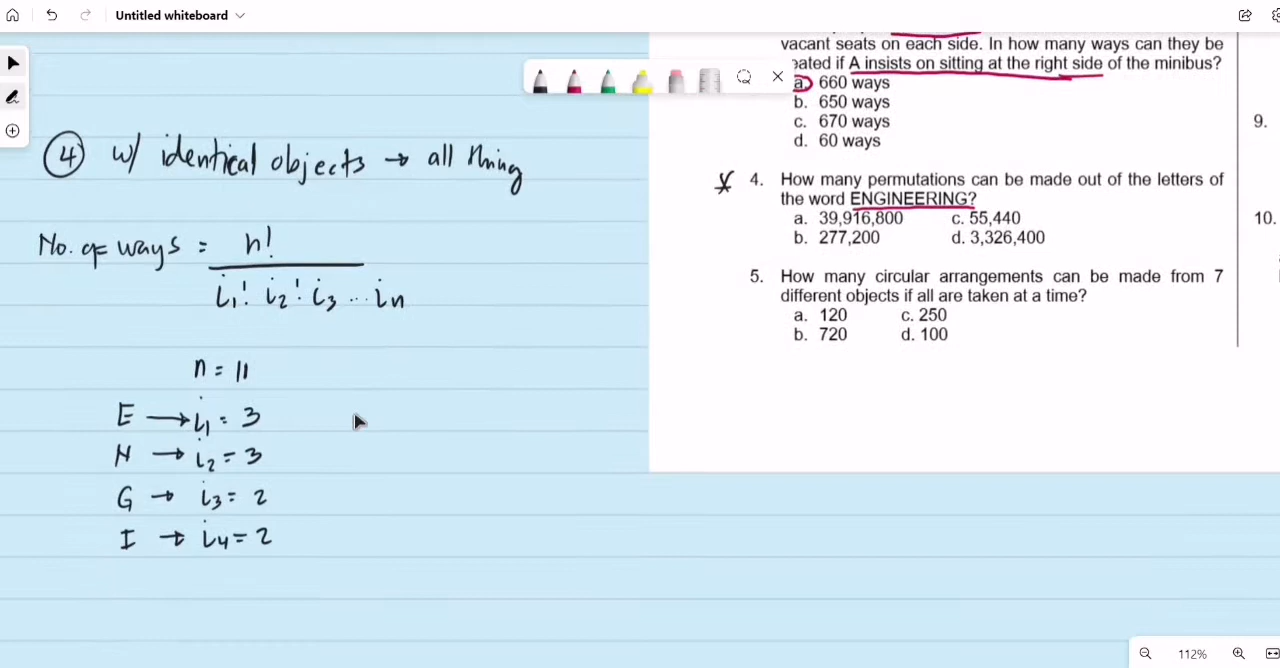 Untitled whiteboard
④ w/ identical objects → all thing
No. of ways = n!
i₁! i₂! i₃ ... in
n = 11
E → i₁ = 3
N → i₂ = 3
G → i₃ = 2
I → i₄ = 2
vacant seats on each side. In how many ways can they be
eated if A insists on sitting at the right side of the minibus?
a. 660 ways
b. 650 ways
c. 670 ways
d. 60 ways
4. How many permutations can be made out of the letters of
the word ENGINEERING?
a. 39,916,800 c. 55,440
b. 277,200 d. 3,326,400
5. How many circular arrangements can be made from 7
different objects if all are taken at a time?
a. 120 c. 250
b. 720 d. 100
9.
10.
112%